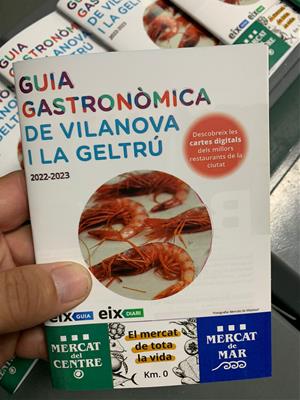 GUIA
GASTRONÒMICA
DE VILANOVA
I LA GELTRÚ
2022-2023
Descobreix les
cartes digitals
dels millors
restaurants de la
ciutat
eix GUIA
eix DIARI
MERCAT
DEL CENTRE
El mercat
de tota
la vida
Km. 0
MERCAT
DE MAR